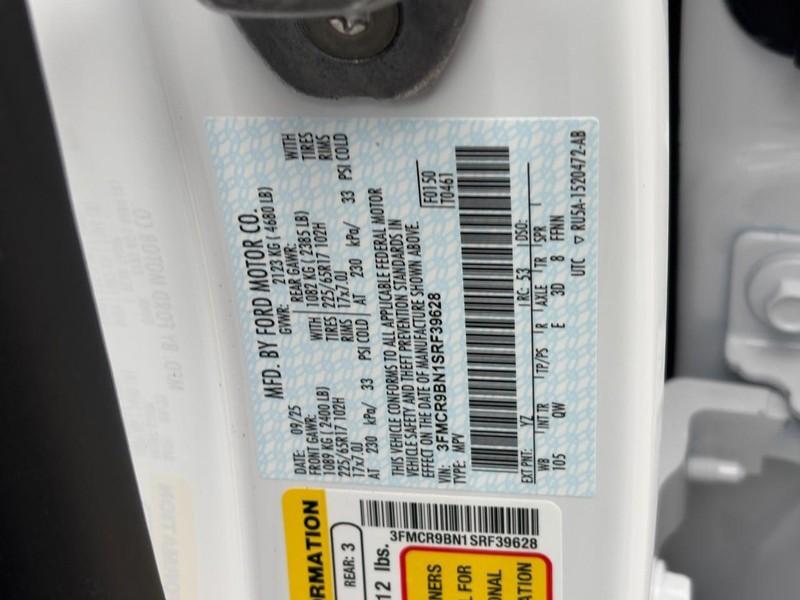 MFD. BY FORD MOTOR CO.
DATE: 09/25 GVWR: 2123 KG ( 4680 LB)
FRONT GAWR: REAR GAWR:
1089 KG ( 2400 LB) WITH 1082 KG ( 2385 LB) WITH
225/65R17 102H TIRES 225/65R17 102H TIRES
17x7.0J RIMS 17x7.0J RIMS
AT 230 kPa/ 33 PSI COLD AT 230 kPa/ 33 PSI COLD
THIS VEHICLE CONFORMS TO ALL APPLICABLE FEDERAL MOTOR
VEHICLE SAFETY AND THEFT PREVENTION STANDARDS IN
EFFECT ON THE DATE OF MANUFACTURE SHOWN ABOVE.
VIN: 3FMCR9BN1SRF39628 F0150
TYPE: MPV T0461
EXT PNT: YZ RC: 53 DSO:
WB INT TR TP/PS R AXLE TR SPR
105 QW E 3D 8 FFNN
UTC ▽ RU5A-1520472-AB
RMATION
REAR: 3
12 lbs.
3FMCR9BN1SRF39628
NERS
L FOR
ONAL
ATION